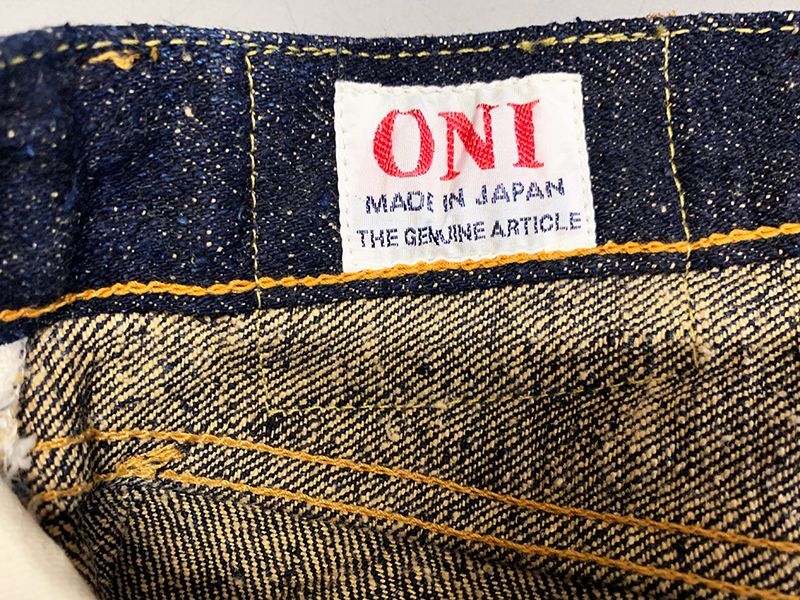 ONI
MADE IN JAPAN
THE GENUINE ARTICLE